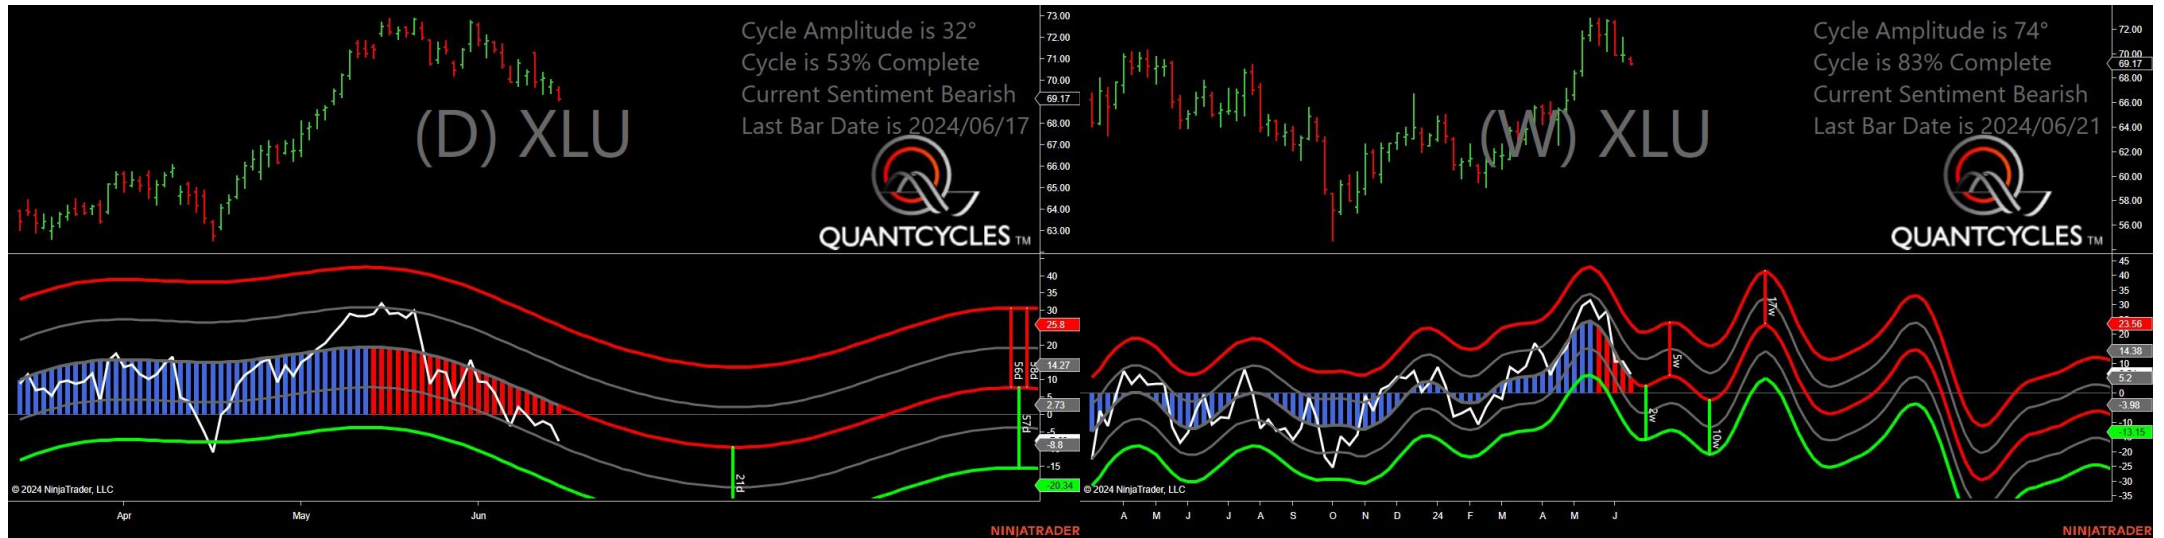 Cycle Amplitude is 32°
Cycle is 53% Complete
Current Sentiment Bearish
Last Bar Date is 2024/06/17
(D) XLU
QUANTCYCLES TM
73.00
72.00
71.00
70.00
69.17
68.00
67.00
66.00
65.00
64.00
63.00
40
35
30
25.8
20
14.27
10
5
2.73
0
-5
-8.8
-15
-20.34
56d
57d
21d
© 2024 NinjaTrader, LLC
Apr May Jun
NINJATRADER
Cycle Amplitude is 74°
Cycle is 83% Complete
Current Sentiment Bearish
Last Bar Date is 2024/06/21
(W) XLU
QUANTCYCLES TM
72.00
70.00
69.17
68.00
66.00
64.00
62.00
60.00
58.00
56.00
45
40
35
30
23.56
20
14.38
10
5.2
0
-3.98
-10
-13.15
-20
-25
-30
-35
5w
17w
2w
10w
© 2024 NinjaTrader, LLC
A M J J A S O N D 24 F M A M J
NINJATRADER